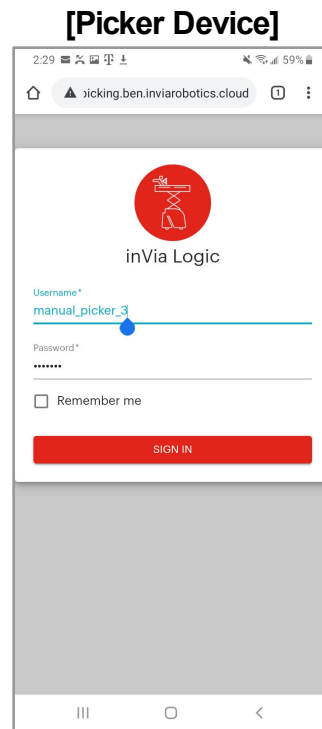 [Picker Device]
2:29 59%
picking.ben.inviarobotics.cloud 1
inVia Logic
Username*
manual_picker_3
Password*
•••••••
Remember me
SIGN IN